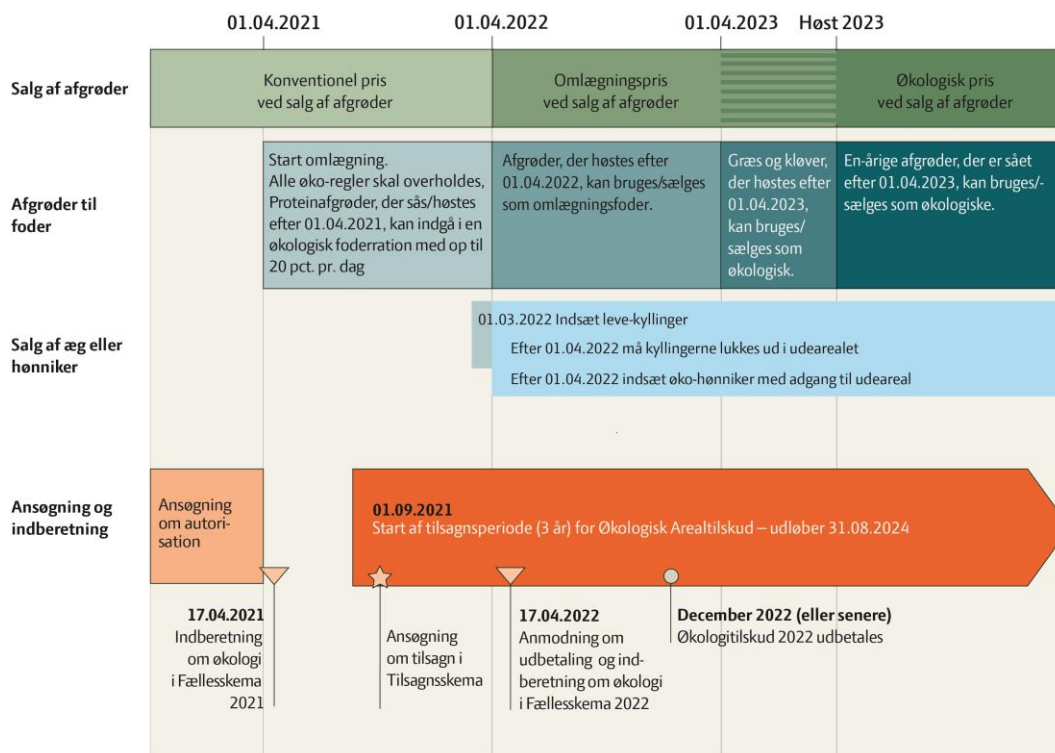 01.04.2021
01.04.2022
01.04.2023
Høst 2023
Salg af afgrøder
Konventionel pris
ved salg af afgrøder
Omlægningspris
ved salg af afgrøder
Økologisk pris
ved salg af afgrøder
Afgrøder til
foder
Start omlægning.
Alle øko-regler skal overholdes,
Proteinafgrøder, der sås/høstes
efter 01.04.2021, kan indgå i en
økologisk foderration med op til
20 pct. pr. dag
Afgrøder, der høstes efter
01.04.2022, kan bruges/sælges
som omlægningsfoder.
Græs og kløver,
der høstes efter
01.04.2023,
kan bruges/
sælges som
økologisk.
En-årige afgrøder, der er sået
efter 01.04.2023, kan bruges/-
sælges som økologiske.
Salg af æg eller
hønniker
01.03.2022 Indsæt leve-kyllinger
Efter 01.04.2022 må kyllingerne lukkes ud i udearealet
Efter 01.04.2022 indsæt øko-hønniker med adgang til udeareal
Ansøgning og
indberetning
Ansøgning
om autori-
sation
01.09.2021
Start af tilsagnsperiode (3 år) for Økologisk Arealtilskud – udløber 31.08.2024
17.04.2021
Indberetning
om økologi
i Fællesskema
2021
Ansøgning
om tilsagn i
Tilsagnsskema
17.04.2022
Anmodning om
udbetaling og ind-
beretning om økologi
i Fællesskema 2022
December 2022 (eller senere)
Økologitilskud 2022 udbetales